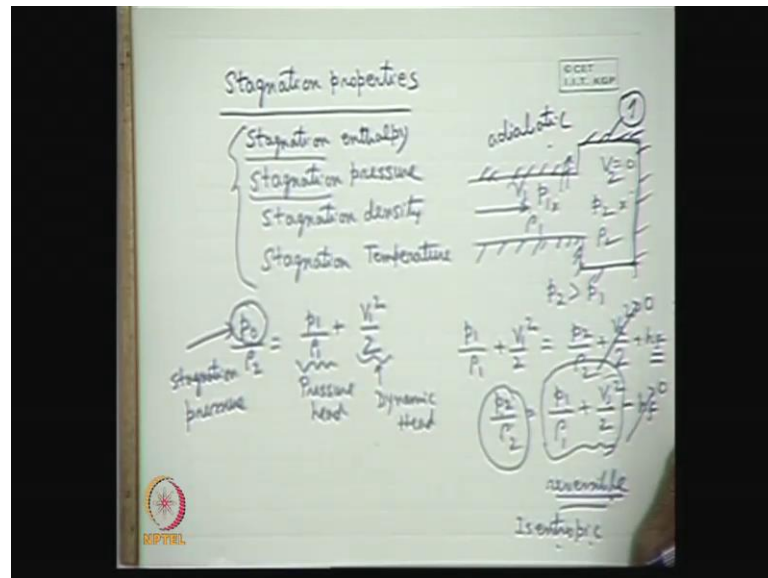 Stagnation properties
© CET
I.I.T. KGP
Stagnation enthalpy
Stagnation pressure
Stagnation density
Stagnation Temperature
adiabatic
1
V₁ p₁
ρ₁
V₂=0
p₂
ρ₂
p₂ > p₁
p₀/ρ₂ = p₁/ρ₁ + V₁²/2
stagnation pressure
Pressure head
Dynamic Head
p₁/ρ₁ + V₁²/2 = p₂/ρ₂ + V₂²/2 + hf
p₂/ρ₂ = p₁/ρ₁ + V₁²/2 - hf
reversible
Isentropic
NPTEL